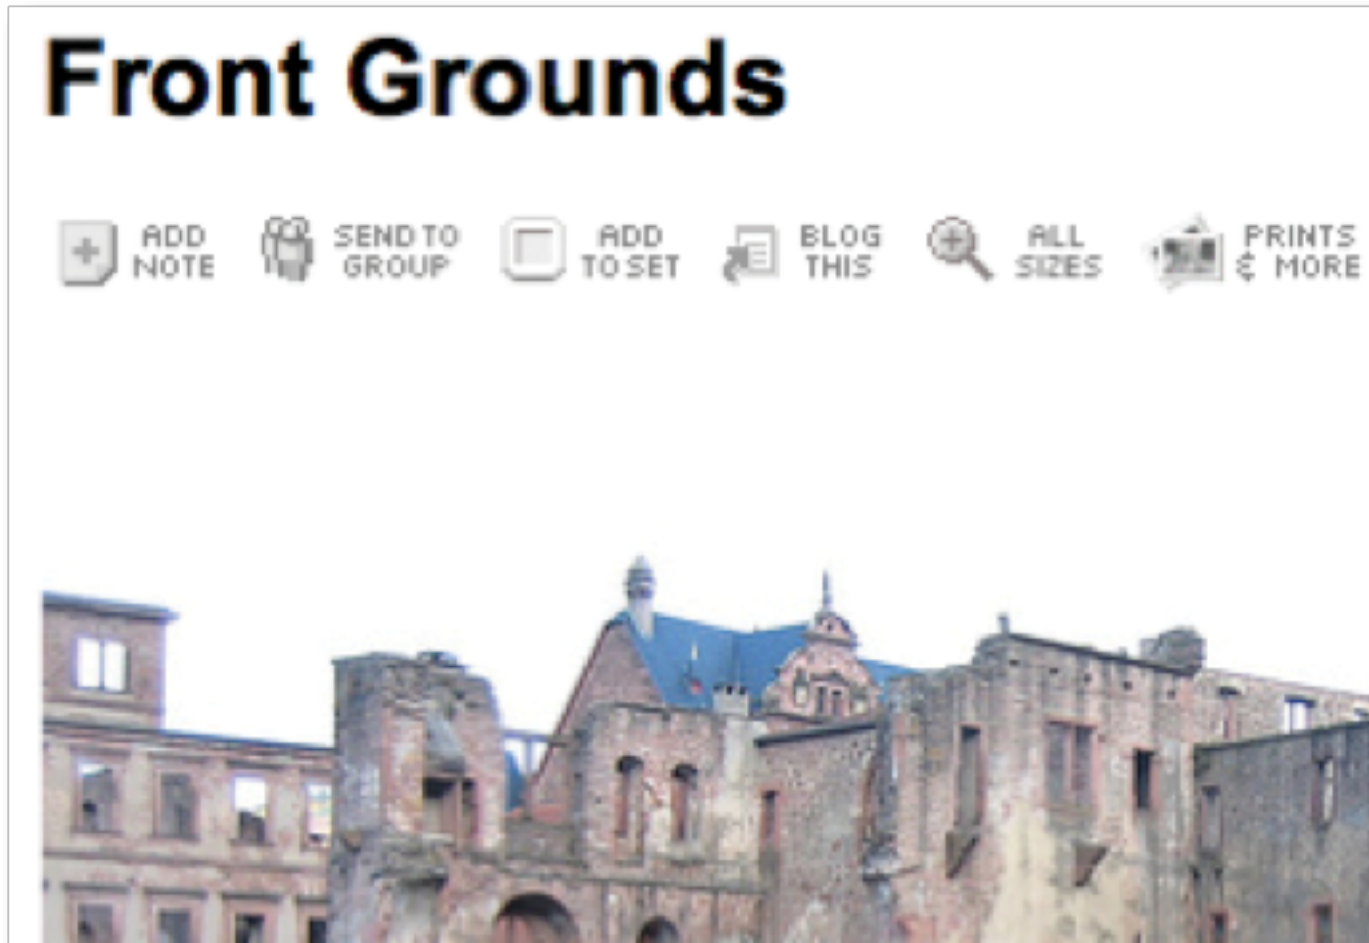 Front Grounds
ADD NOTE
SEND TO GROUP
ADD TO SET
BLOG THIS
ALL SIZES
PRINTS & MORE